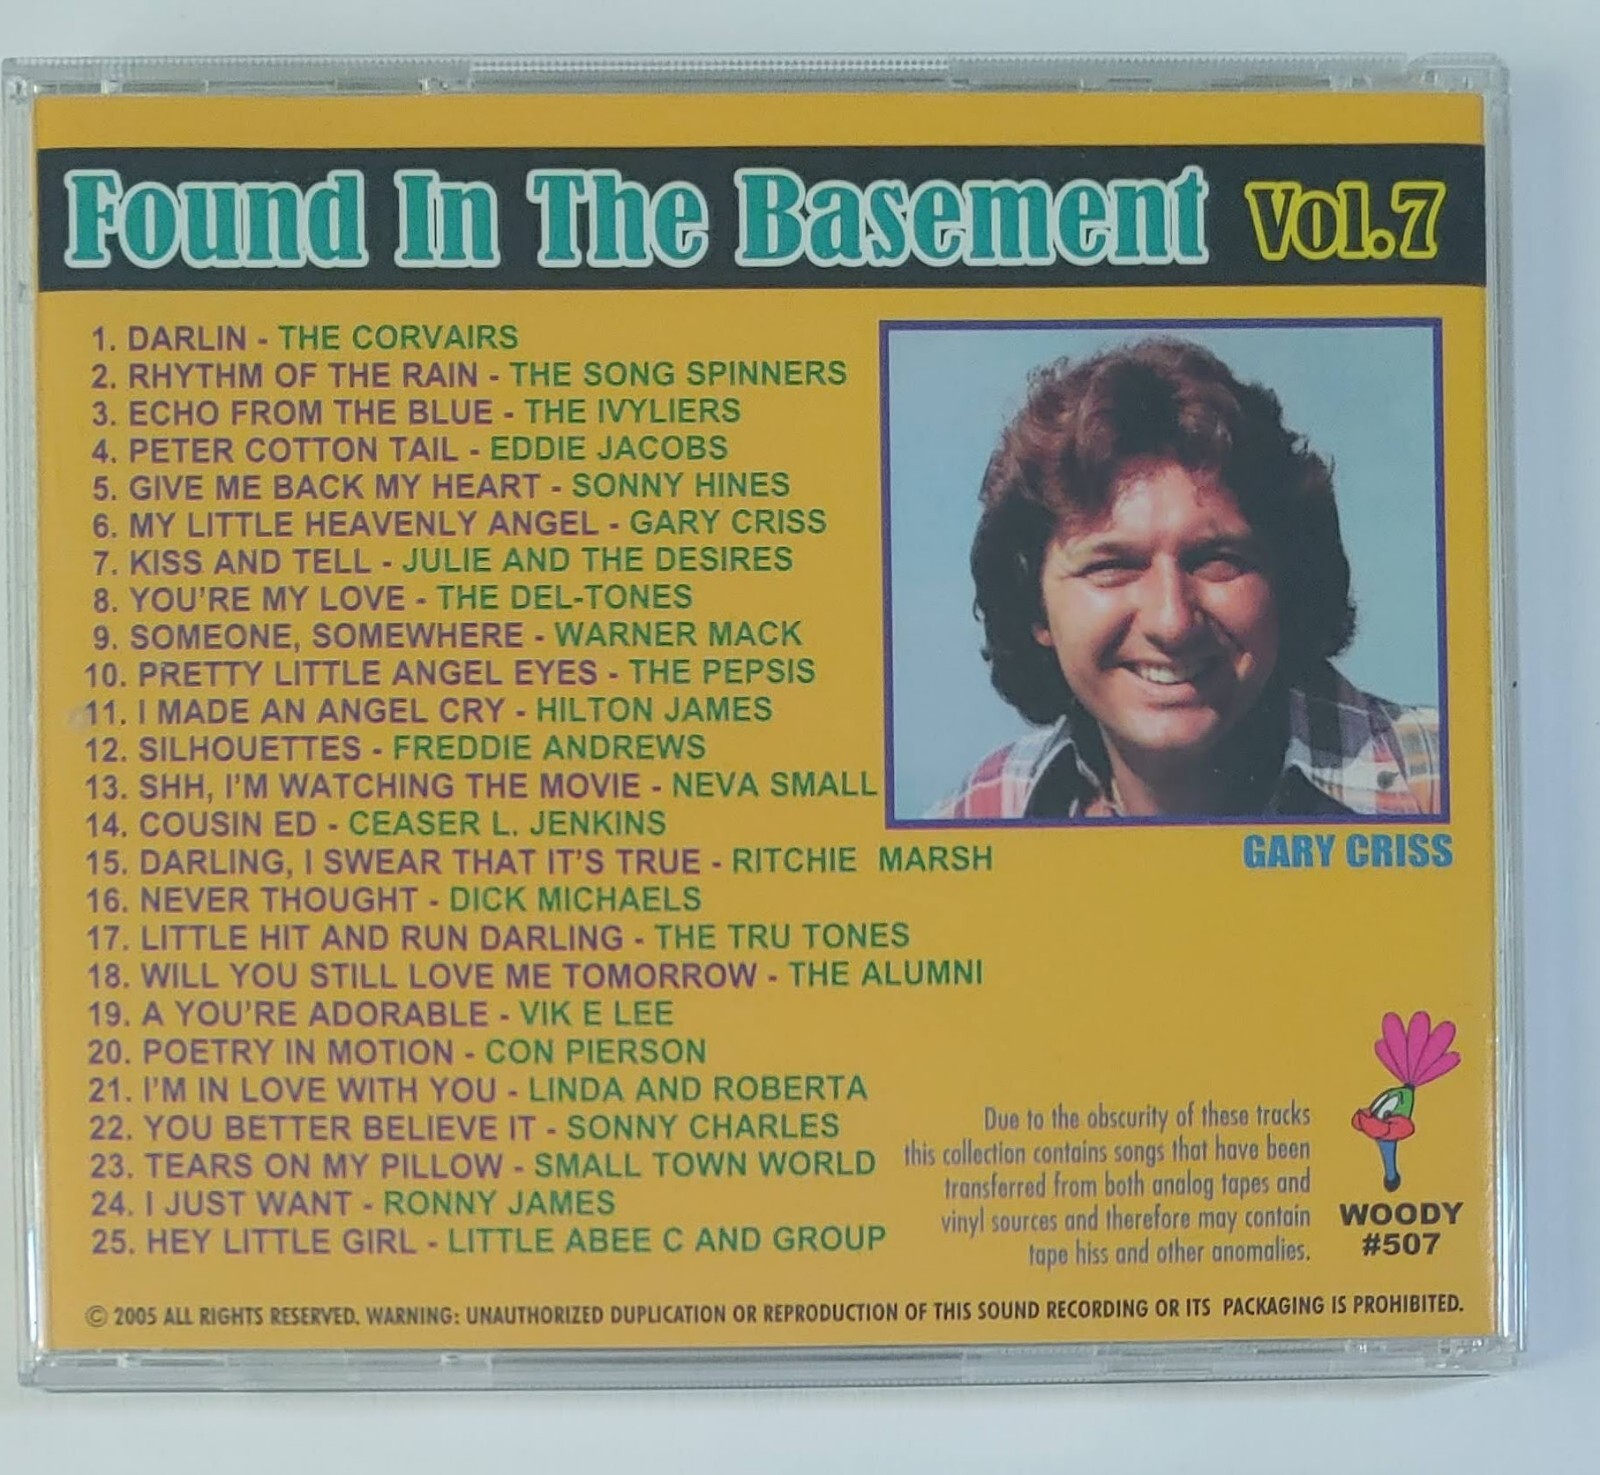 Found In The Basement Vol.7
1. DARLIN - THE CORVAIRS
2. RHYTHM OF THE RAIN - THE SONG SPINNERS
3. ECHO FROM THE BLUE - THE IVYLIERS
4. PETER COTTON TAIL - EDDIE JACOBS
5. GIVE ME BACK MY HEART - SONNY HINES
6. MY LITTLE HEAVENLY ANGEL - GARY CRISS
7. KISS AND TELL - JULIE AND THE DESIRES
8. YOU'RE MY LOVE - THE DEL-TONES
9. SOMEONE, SOMEWHERE - WARNER MACK
10. PRETTY LITTLE ANGEL EYES - THE PEPSIS
11. I MADE AN ANGEL CRY - HILTON JAMES
12. SILHOUETTES - FREDDIE ANDREWS
13. SHH, I'M WATCHING THE MOVIE - NEVA SMALL
14. COUSIN ED - CEASER L. JENKINS
15. DARLING, I SWEAR THAT IT'S TRUE - RITCHIE MARSH
16. NEVER THOUGHT - DICK MICHAELS
17. LITTLE HIT AND RUN DARLING - THE TRU TONES
18. WILL YOU STILL LOVE ME TOMORROW - THE ALUMNI
19. A YOU'RE ADORABLE - VIK E LEE
20. POETRY IN MOTION - CON PIERSON
21. I'M IN LOVE WITH YOU - LINDA AND ROBERTA
22. YOU BETTER BELIEVE IT - SONNY CHARLES
23. TEARS ON MY PILLOW - SMALL TOWN WORLD
24. I JUST WANT - RONNY JAMES
25. HEY LITTLE GIRL - LITTLE ABEE C AND GROUP
GARY CRISS
Due to the obscurity of these tracks
this collection contains songs that have been
transferred from both analog tapes and
vinyl sources and therefore may contain
tape hiss and other anomalies.
WOODY
#507
© 2005 ALL RIGHTS RESERVED. WARNING: UNAUTHORIZED DUPLICATION OR REPRODUCTION OF THIS SOUND RECORDING OR ITS PACKAGING IS PROHIBITED.